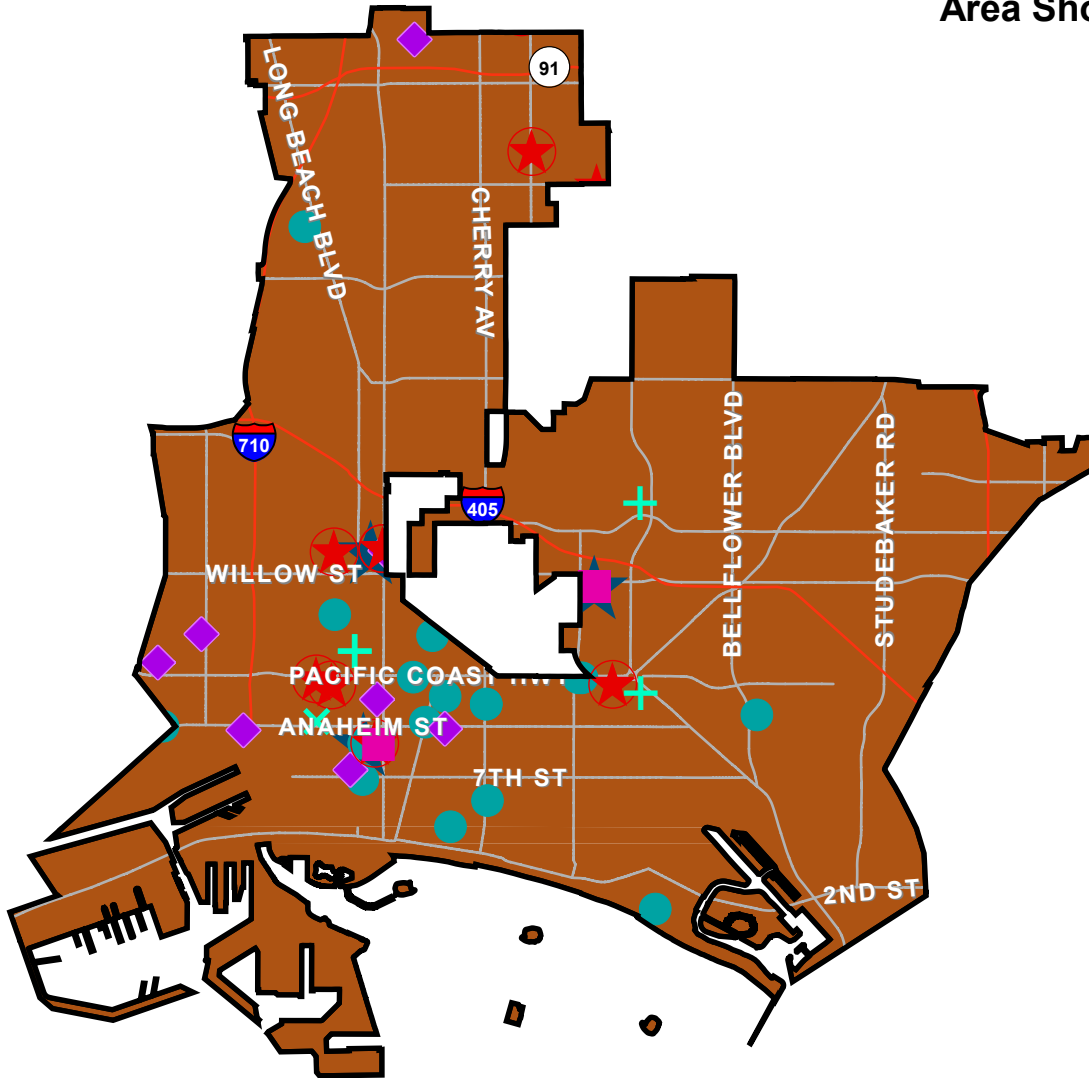 Area Sho
91
LONG BEACH BLVD
CHERRY AV
710
405
BELLFLOWER BLVD
STUDEBAKER RD
WILLOW ST
PACIFIC COAST HWY
ANAHEIM ST
7TH ST
2ND ST